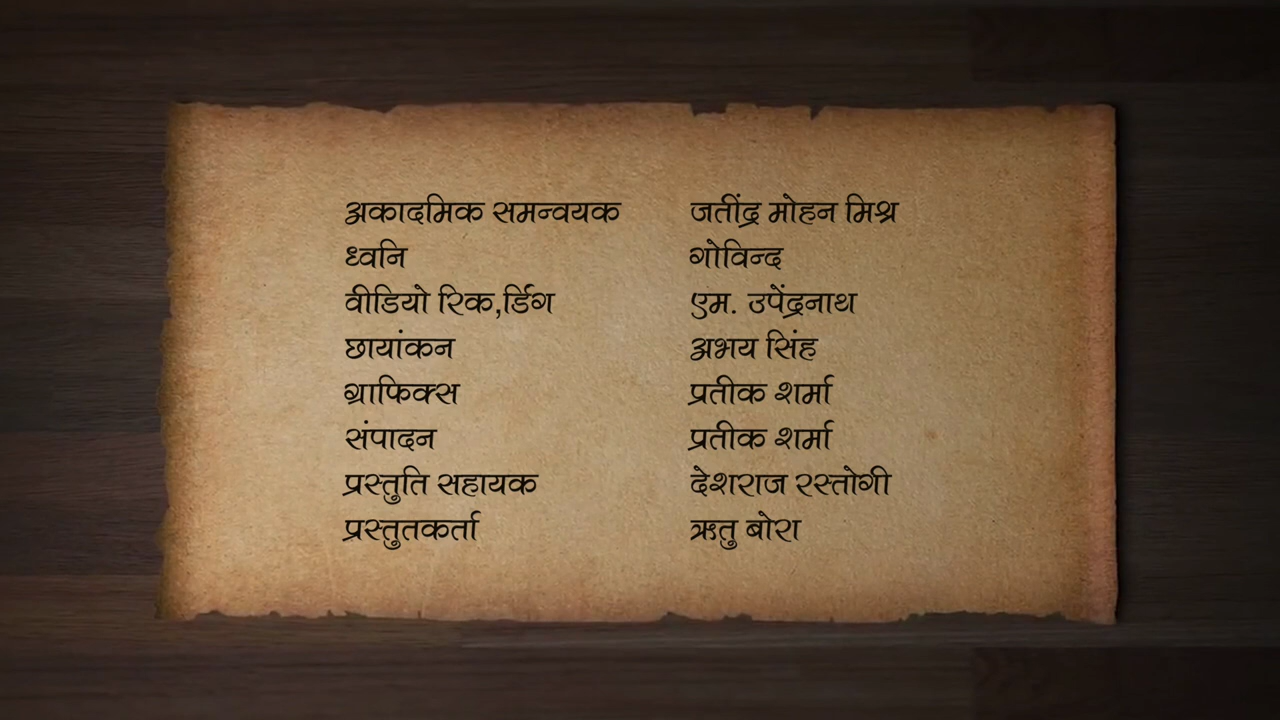 अकादमिक समन्वयक जतींद्र मोहन मिश्र
ध्वनि गोविन्द
वीडियो रिक,र्डिंग एम. उपेंद्रनाथ
छायांकन अभय सिंह
ग्राफिक्स प्रतीक शर्मा
संपादन प्रतीक शर्मा
प्रस्तुति सहायक देशराज रस्तोगी
प्रस्तुतकर्ता ऋतु बोरा